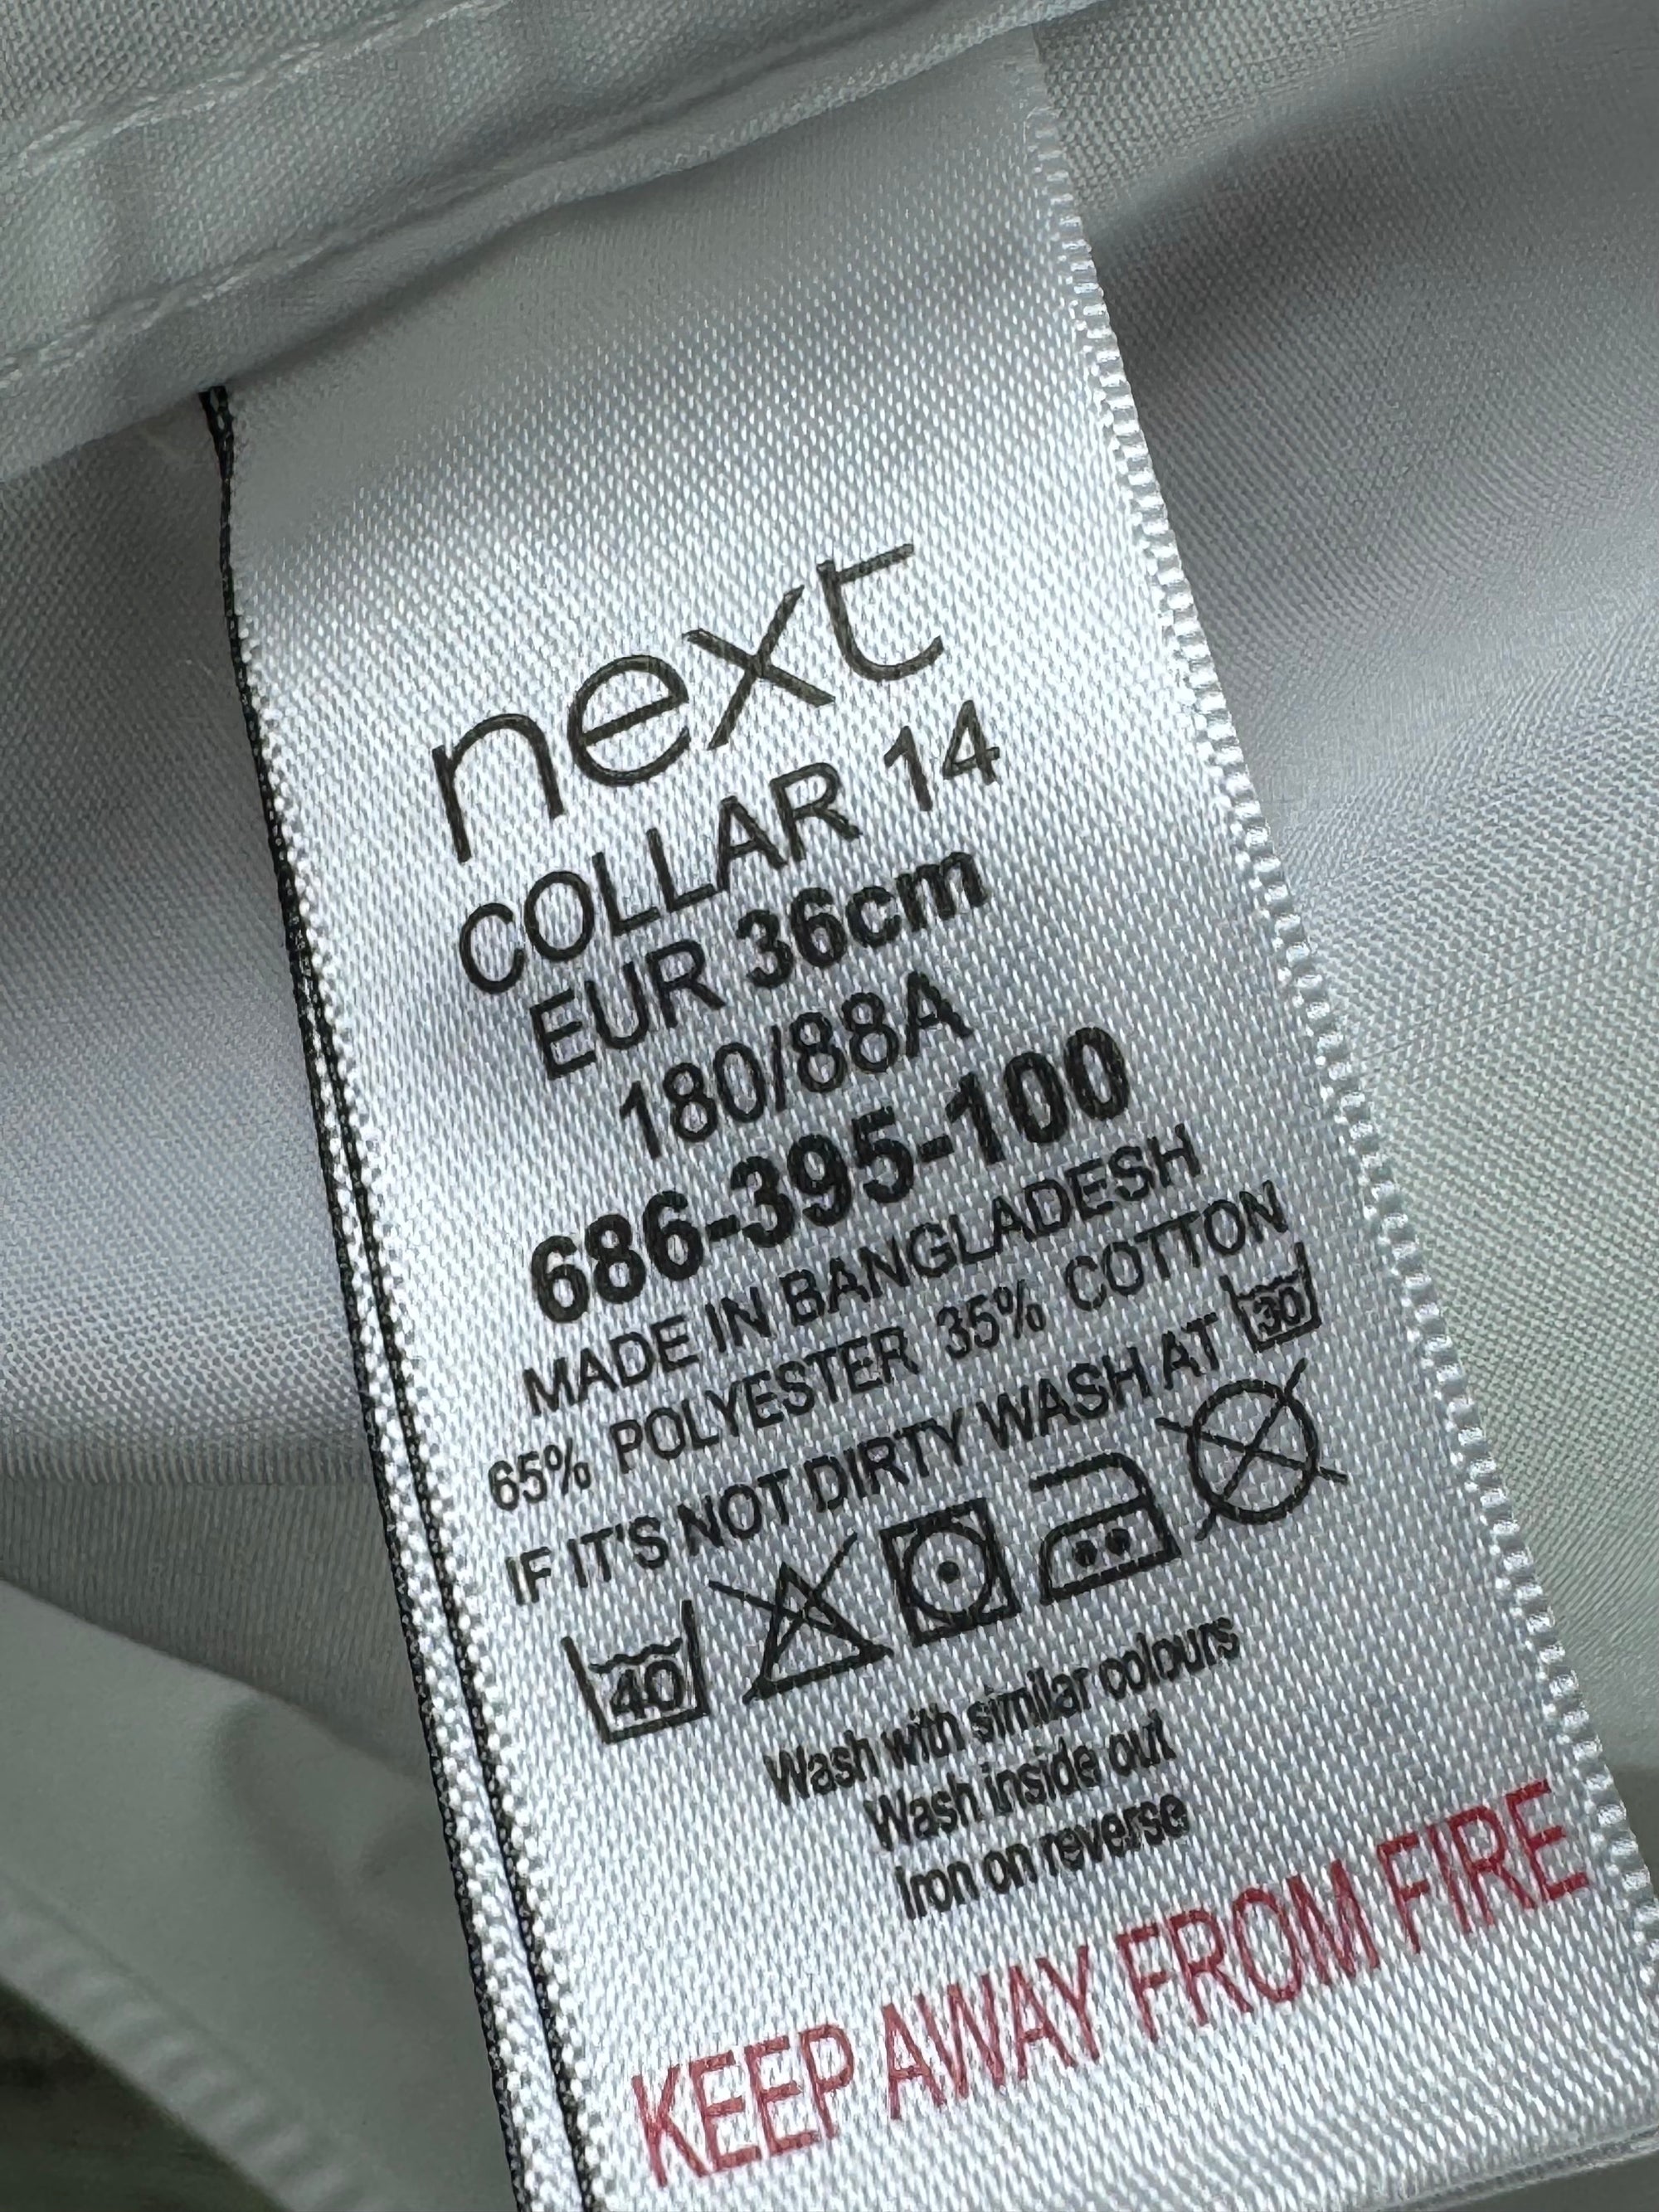 next
COLLAR 14
EUR 36cm
180/88A
686-395-100
MADE IN BANGLADESH
65% POLYESTER 35% COTTON
IF IT'S NOT DIRTY WASH AT 30
40
Wash with similar colours
Wash inside out
Iron on reverse
KEEP AWAY FROM FIRE